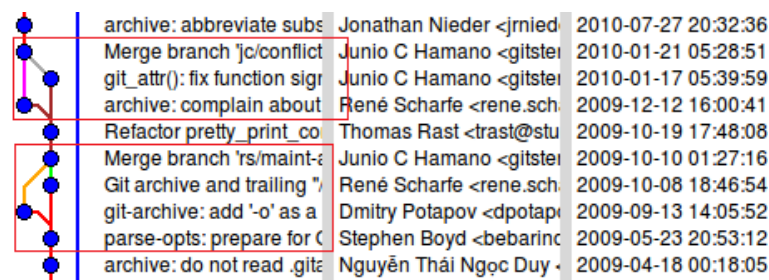 archive: abbreviate subs Jonathan Nieder <jrnied 2010-07-27 20:32:36
Merge branch 'jc/conflict Junio C Hamano <gitster 2010-01-21 05:28:51
git_attr(): fix function sigr Junio C Hamano <gitster 2010-01-17 05:39:59
archive: complain about René Scharfe <rene.sch 2009-12-12 16:00:41
Refactor pretty_print_co Thomas Rast <trast@stu 2009-10-19 17:48:08
Merge branch 'rs/maint-a Junio C Hamano <gitster 2009-10-10 01:27:16
Git archive and trailing "/ René Scharfe <rene.sch 2009-10-08 18:46:54
git-archive: add '-o' as a Dmitry Potapov <dpotapo 2009-09-13 14:05:52
parse-opts: prepare for Stephen Boyd <bebarinc 2009-05-23 20:53:12
archive: do not read .gita Nguyễn Thái Ngọc Duy < 2009-04-18 00:18:05